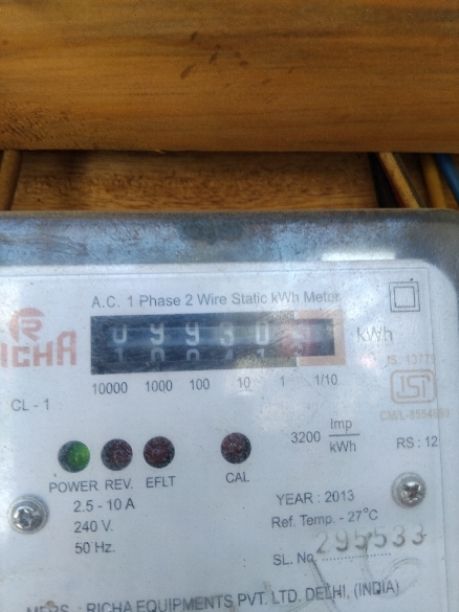 A.C. 1 Phase 2 Wire Static kWh Meter
R
RICHA
kWh
10000 1000 100 10 1 1/10
IS. 13779
ISI
CL - 1
3200 Imp
kWh
RS : 12
POWER REV. EFLT CAL
2.5 - 10 A
240 V.
50 Hz.
YEAR : 2013
Ref. Temp. - 27°C
SL. No. 295533
MFRS. : RICHA EQUIPMENTS PVT. LTD. DELHI, (INDIA)